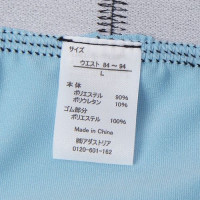 サイズ
ウエスト 84 ～ 94
L
本体
ポリエステル 90%
ポリウレタン 10%
ゴム部分
ポリエステル 100%
Made in China
㈱アダストリア
0120-601-162